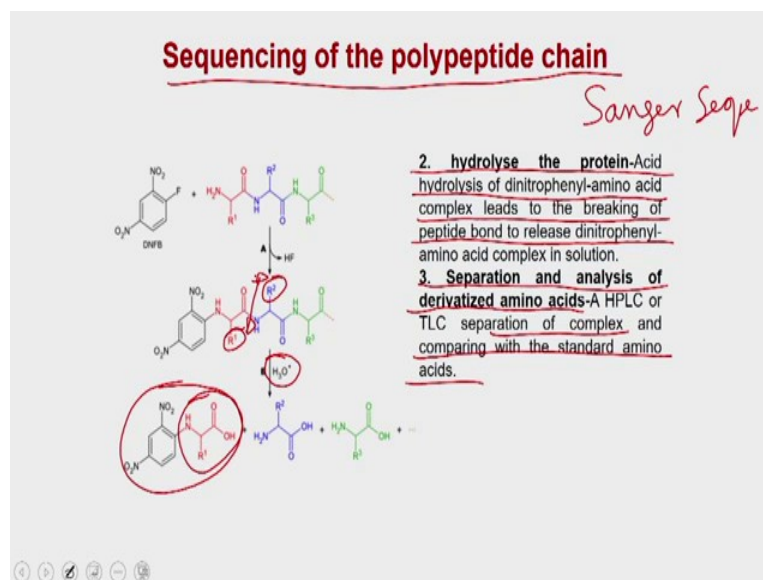 Sequencing of the polypeptide chain
Sanger Seqe
2. hydrolyse the protein-Acid
hydrolysis of dinitrophenyl-amino acid
complex leads to the breaking of
peptide bond to release dinitrophenyl-
amino acid complex in solution.
3. Separation and analysis of
derivatized amino acids-A HPLC or
TLC separation of complex and
comparing with the standard amino
acids.
NO₂
F
O₂N
DNFB
+
H₂N
R¹
O
N
H
R²
O
H
N
R³
O
A
HF
NO₂
O₂N
H
N
R¹
O
N
H
R²
O
H
N
R³
O
B
H₃O⁺
NO₂
O₂N
H
N
R¹
O
OH
+
H₂N
R²
OH
O
+
H₂N
R³
O
OH
+ ...